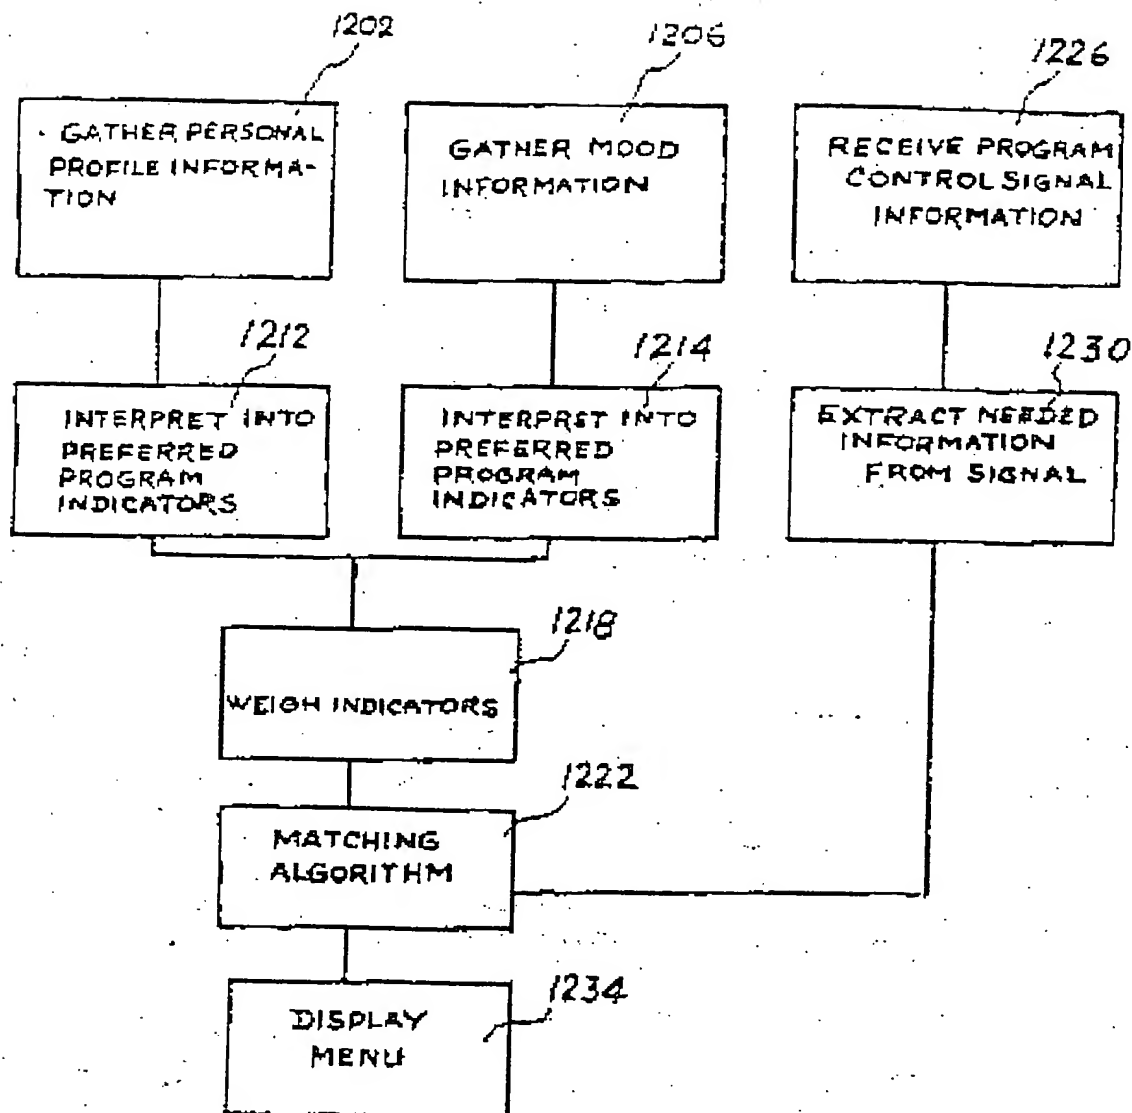 1202
GATHER PERSONAL
PROFILE INFORMA-
TION
1206
GATHER MOOD
INFORMATION
1226
RECEIVE PROGRAM
CONTROL SIGNAL
INFORMATION
1212
INTERPRET INTO
PREFERRED
PROGRAM
INDICATORS
1214
INTERPRET INTO
PREFERRED
PROGRAM
INDICATORS
1230
EXTRACT NEEDED
INFORMATION
FROM SIGNAL
1218
WEIGH INDICATORS
1222
MATCHING
ALGORITHM
1234
DISPLAY
MENU